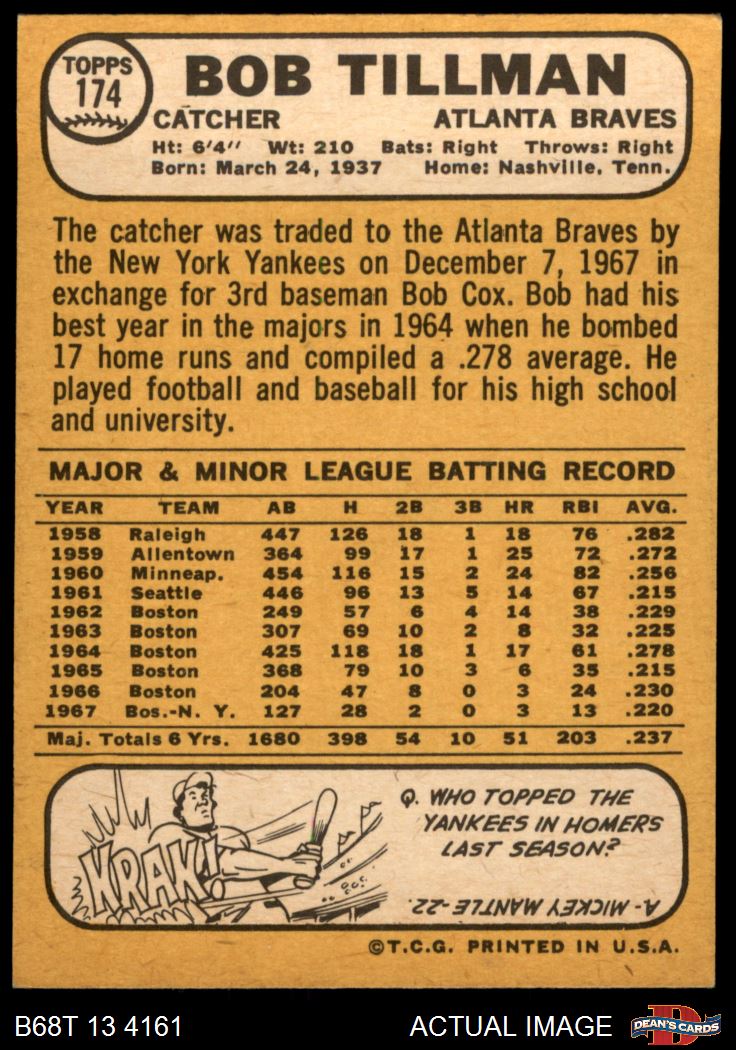 TOPPS
174
BOB TILLMAN
CATCHER ATLANTA BRAVES
Ht: 6'4" Wt: 210 Bats: Right Throws: Right
Born: March 24, 1937 Home: Nashville, Tenn.
The catcher was traded to the Atlanta Braves by
the New York Yankees on December 7, 1967 in
exchange for 3rd baseman Bob Cox. Bob had his
best year in the majors in 1964 when he bombed
17 home runs and compiled a .278 average. He
played football and baseball for his high school
and university.
MAJOR & MINOR LEAGUE BATTING RECORD
YEAR TEAM AB H 2B 3B HR RBI AVG.
1958 Raleigh 447 126 18 1 18 76 .282
1959 Allentown 364 99 17 1 25 72 .272
1960 Minneap. 454 116 15 2 24 82 .256
1961 Seattle 446 96 13 5 14 67 .215
1962 Boston 249 57 6 4 14 38 .229
1963 Boston 307 69 10 2 8 32 .225
1964 Boston 425 118 18 1 17 61 .278
1965 Boston 368 79 10 3 6 35 .215
1966 Boston 204 47 8 0 3 24 .230
1967 Bos.-N. Y. 127 28 2 0 3 13 .220
Maj. Totals 6 Yrs. 1680 398 54 10 51 203 .237
KRAK!
Q. WHO TOPPED THE
YANKEES IN HOMERS
LAST SEASON?
A- MICKEY MANTLE-22.
©T.C.G. PRINTED IN U.S.A.
B68T 13 4161 ACTUAL IMAGE
D
DEAN'S CARDS